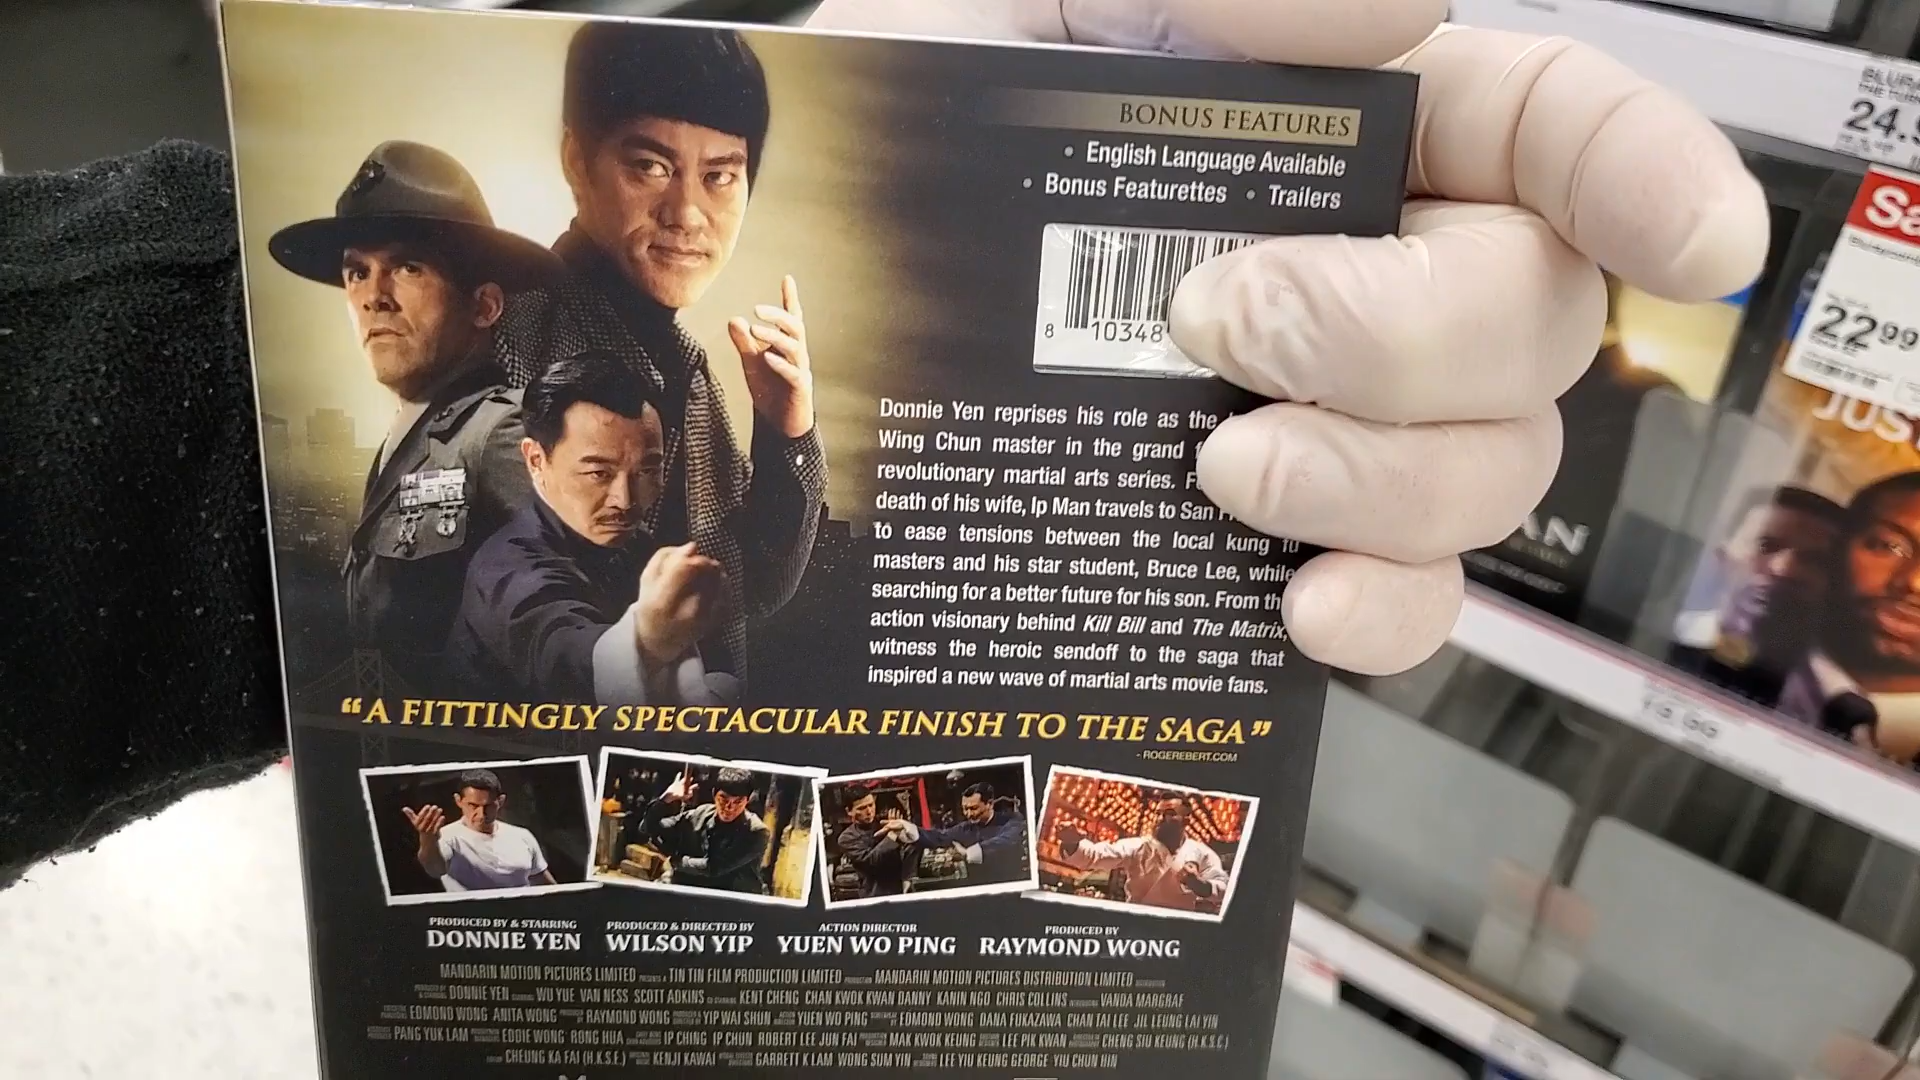 BONUS FEATURES
• English Language Available
• Bonus Featurettes • Trailers
8 10348
Donnie Yen reprises his role as the
Wing Chun master in the grand
revolutionary martial arts series.
death of his wife, Ip Man travels to San
to ease tensions between the local kung fu
masters and his star student, Bruce Lee, while
searching for a better future for his son. From the
action visionary behind Kill Bill and The Matrix,
witness the heroic sendoff to the saga that
inspired a new wave of martial arts movie fans.
“A FITTINGLY SPECTACULAR FINISH TO THE SAGA”
- ROGEREBERT.COM
PRODUCED BY & STARRING
DONNIE YEN
PRODUCED & DIRECTED BY
WILSON YIP
ACTION DIRECTOR
YUEN WO PING
PRODUCED BY
RAYMOND WONG
MANDARIN MOTION PICTURES LIMITED PRESENTS A TIN TIN FILM PRODUCTION LIMITED PRODUCTION MANDARIN MOTION PICTURES DISTRIBUTION LIMITED
DONNIE YEN WU YUE VAN NESS SCOTT ADKINS KENT CHENG CHAN KWOK KWAN DANNY KANIN NGO CHRIS COLLINS VANDA MARGRAF
EDMOND WONG ANITA WONG RAYMOND WONG YIP WAI SHUN YUEN WO PING EDMOND WONG DANA FUKAZAWA CHAN TAI LEE JIL LEUNG LAI YIN
PANG YUK LAM EDDIE WONG RONG HUA IP CHING IP CHUN ROBERT LEE JUN FAI MAK KWOK KEUNG LEE PIK KWAN CHENG SIU KEUNG (H.K.S.C.)
CHEUNG KA FAI (H.K.S.E.) KENJI KAWAI GARRETT K LAM WONG SUM YIN LEE YIU KEUNG GEORGE YIU CHUN HIN
24.
22 99